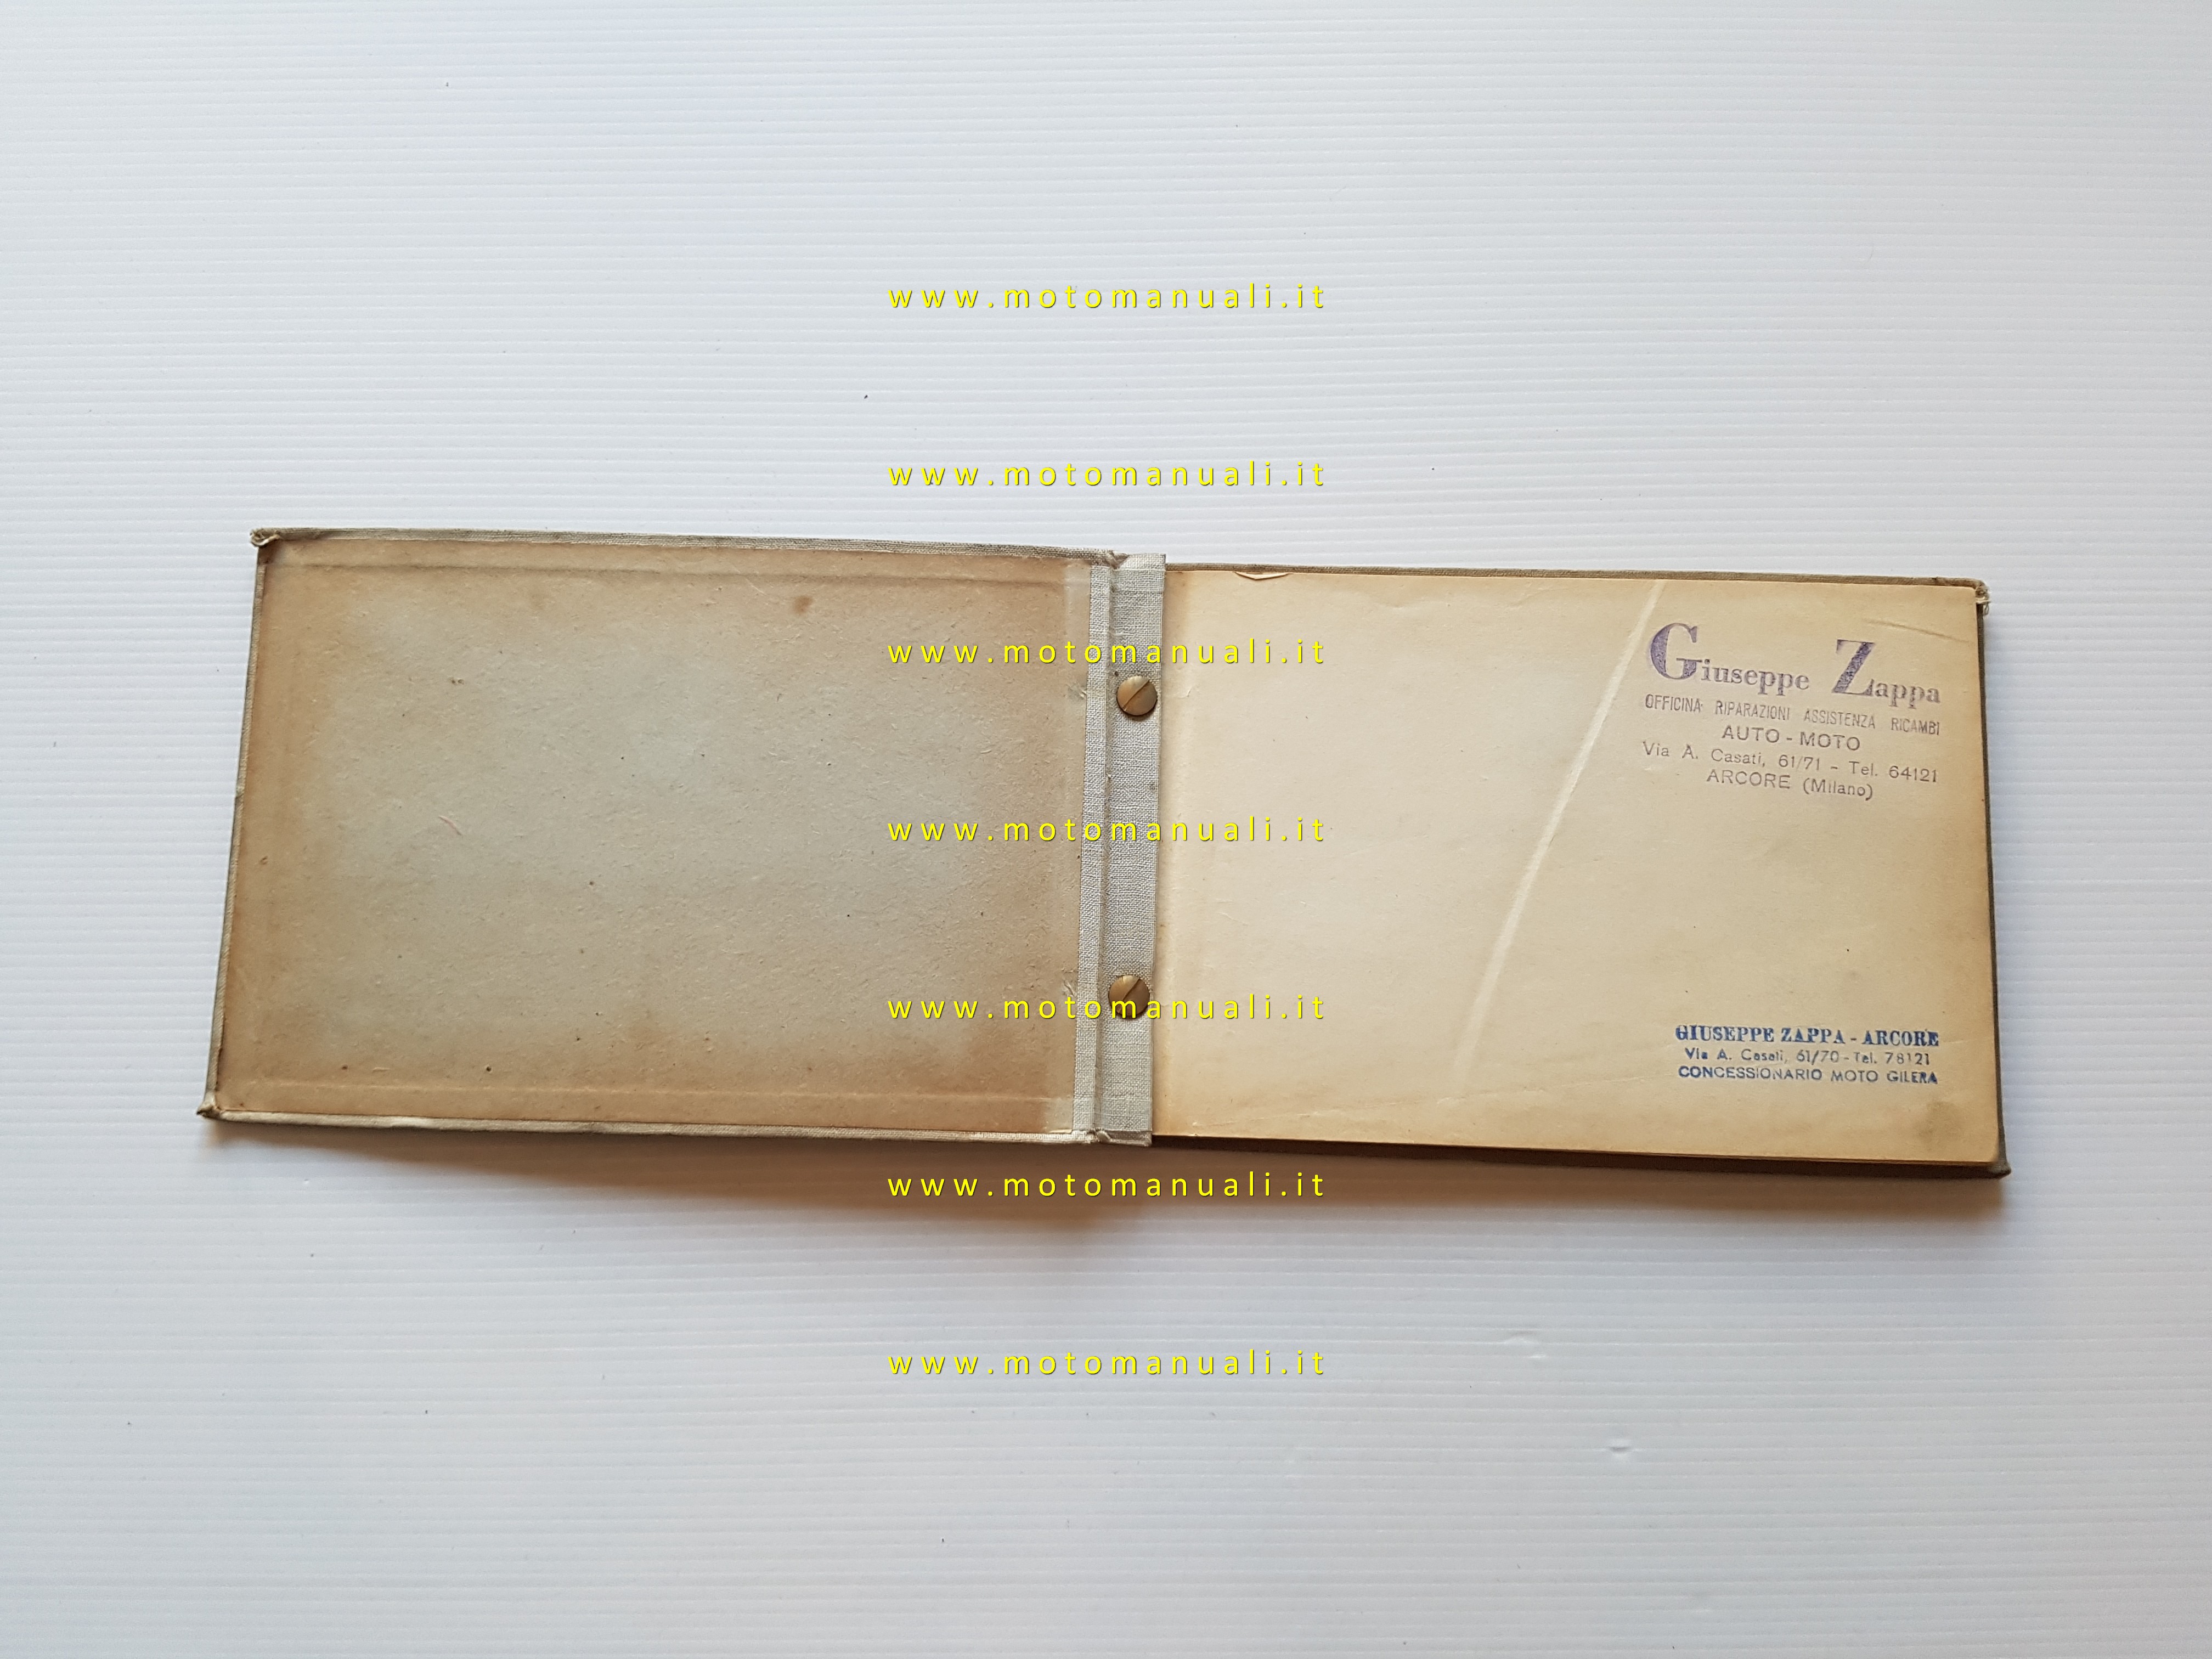 www.motomanuali.it
www.motomanuali.it
www.motomanuali.it
www.motomanuali.it
www.motomanuali.it
www.motomanuali.it
www.motomanuali.it
Giuseppe Zappa
OFFICINA RIPARAZIONI ASSISTENZA RICAMBI
AUTO - MOTO
Via A. Casati, 61/71 - Tel. 64121
ARCORE (Milano)
GIUSEPPE ZAPPA - ARCORE
Via A. Casati, 61/70 - Tel. 78121
CONCESSIONARIO MOTO GILERA